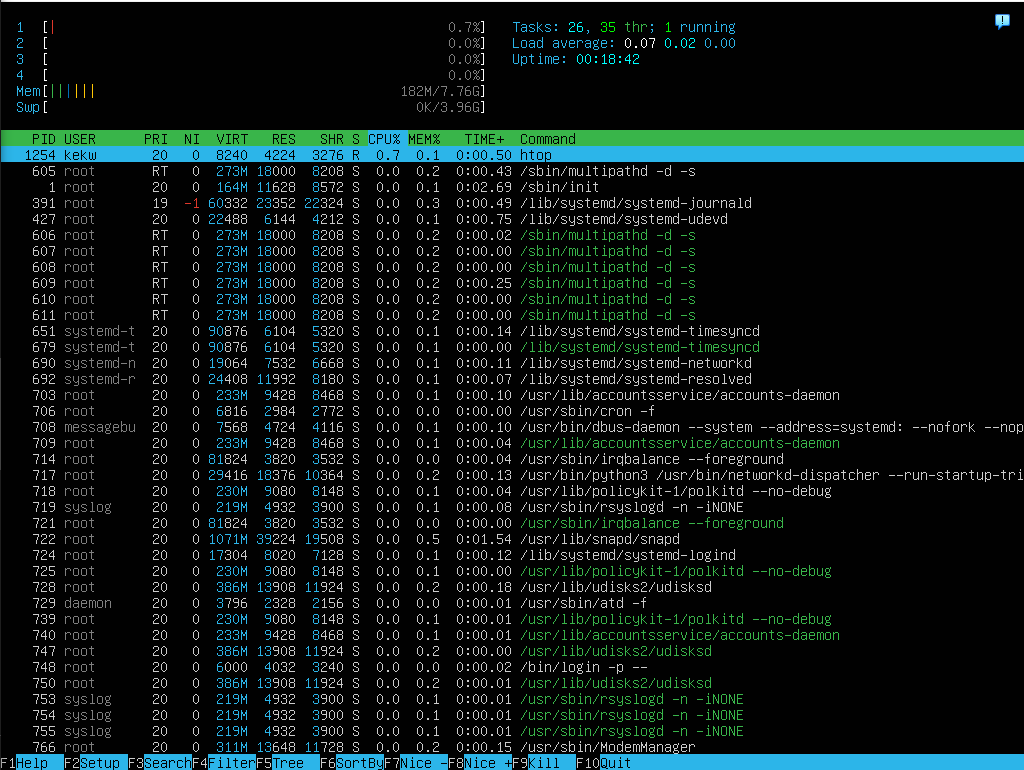 1 [| 0.7%] Tasks: 26, 35 thr; 1 running
2 [ 0.0%] Load average: 0.07 0.02 0.00
3 [ 0.0%] Uptime: 00:18:42
4 [ 0.0%]
Mem[|||||| 182M/7.76G]
Swp[ 0K/3.96G]
PID USER PRI NI VIRT RES SHR S CPU% MEM% TIME+ Command
1254 kekw 20 0 8240 4224 3276 R 0.7 0.1 0:00.50 htop
605 root RT 0 273M 18000 8208 S 0.0 0.2 0:00.43 /sbin/multipathd -d -s
1 root 20 0 164M 11628 8572 S 0.0 0.1 0:02.69 /sbin/init
391 root 19 -1 60332 23352 22324 S 0.0 0.3 0:00.49 /lib/systemd/systemd-journald
427 root 20 0 22488 6144 4212 S 0.0 0.1 0:00.75 /lib/systemd/systemd-udevd
606 root RT 0 273M 18000 8208 S 0.0 0.2 0:00.02 /sbin/multipathd -d -s
607 root RT 0 273M 18000 8208 S 0.0 0.2 0:00.00 /sbin/multipathd -d -s
608 root RT 0 273M 18000 8208 S 0.0 0.2 0:00.00 /sbin/multipathd -d -s
609 root RT 0 273M 18000 8208 S 0.0 0.2 0:00.25 /sbin/multipathd -d -s
610 root RT 0 273M 18000 8208 S 0.0 0.2 0:00.00 /sbin/multipathd -d -s
611 root RT 0 273M 18000 8208 S 0.0 0.2 0:00.00 /sbin/multipathd -d -s
651 systemd-t 20 0 90876 6104 5320 S 0.0 0.1 0:00.14 /lib/systemd/systemd-timesyncd
679 systemd-t 20 0 90876 6104 5320 S 0.0 0.1 0:00.00 /lib/systemd/systemd-timesyncd
690 systemd-n 20 0 19064 7532 6668 S 0.0 0.1 0:00.11 /lib/systemd/systemd-networkd
692 systemd-r 20 0 24408 11992 8180 S 0.0 0.1 0:00.07 /lib/systemd/systemd-resolved
703 root 20 0 233M 9428 8468 S 0.0 0.1 0:00.10 /usr/lib/accountsservice/accounts-daemon
706 root 20 0 6816 2984 2772 S 0.0 0.0 0:00.00 /usr/sbin/cron -f
708 messagebu 20 0 7568 4724 4116 S 0.0 0.1 0:00.10 /usr/bin/dbus-daemon --system --address=systemd: --nofork --nop
709 root 20 0 233M 9428 8468 S 0.0 0.1 0:00.04 /usr/lib/accountsservice/accounts-daemon
714 root 20 0 81824 3820 3532 S 0.0 0.0 0:00.04 /usr/sbin/irqbalance --foreground
717 root 20 0 29416 18376 10364 S 0.0 0.2 0:00.13 /usr/bin/python3 /usr/bin/networkd-dispatcher --run-startup-tri
718 root 20 0 230M 9080 8148 S 0.0 0.1 0:00.04 /usr/lib/policykit-1/polkitd --no-debug
719 syslog 20 0 219M 4932 3900 S 0.0 0.1 0:00.08 /usr/sbin/rsyslogd -n -iNONE
721 root 20 0 81824 3820 3532 S 0.0 0.0 0:00.00 /usr/sbin/irqbalance --foreground
722 root 20 0 1071M 39224 19508 S 0.0 0.5 0:01.54 /usr/lib/snapd/snapd
724 root 20 0 17304 8020 7128 S 0.0 0.1 0:00.12 /lib/systemd/systemd-logind
725 root 20 0 230M 9080 8148 S 0.0 0.1 0:00.00 /usr/lib/policykit-1/polkitd --no-debug
728 root 20 0 386M 13908 11924 S 0.0 0.2 0:00.18 /usr/lib/udisks2/udisksd
729 daemon 20 0 3796 2328 2156 S 0.0 0.0 0:00.01 /usr/sbin/atd -f
739 root 20 0 230M 9080 8148 S 0.0 0.1 0:00.01 /usr/lib/policykit-1/polkitd --no-debug
740 root 20 0 233M 9428 8468 S 0.0 0.1 0:00.01 /usr/lib/accountsservice/accounts-daemon
747 root 20 0 386M 13908 11924 S 0.0 0.2 0:00.00 /usr/lib/udisks2/udisksd
748 root 20 0 6000 4032 3240 S 0.0 0.0 0:00.02 /bin/login -p --
750 root 20 0 386M 13908 11924 S 0.0 0.2 0:00.01 /usr/lib/udisks2/udisksd
753 syslog 20 0 219M 4932 3900 S 0.0 0.1 0:00.01 /usr/sbin/rsyslogd -n -iNONE
754 syslog 20 0 219M 4932 3900 S 0.0 0.1 0:00.01 /usr/sbin/rsyslogd -n -iNONE
755 syslog 20 0 219M 4932 3900 S 0.0 0.1 0:00.01 /usr/sbin/rsyslogd -n -iNONE
766 root 20 0 311M 13648 11728 S 0.0 0.2 0:00.15 /usr/sbin/ModemManager
F1Help F2Setup F3SearchF4FilterF5Tree F6SortByF7Nice -F8Nice +F9Kill F10Quit